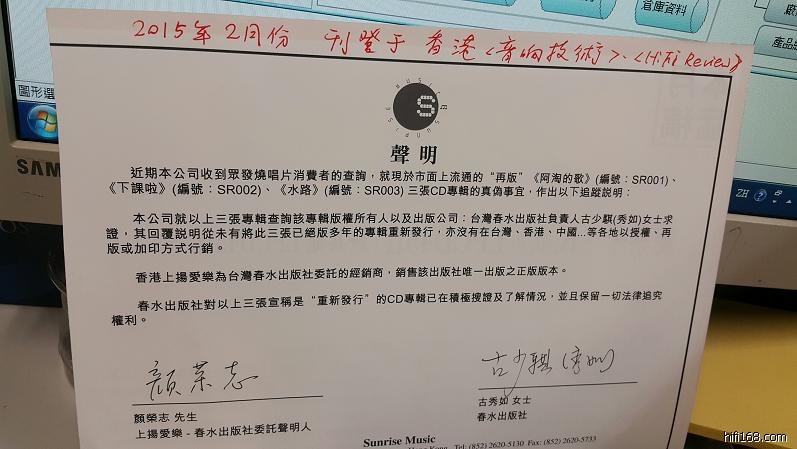 倉庫資料
產品
2015年2月份 刊登于 香港<音响技術>、<HiFi Review>
圖形選
SAM
SUNRISE MUSIC
S
聲明
近期本公司收到眾發燒唱片消費者的查詢，就現於市面上流通的“再版”《阿淘的歌》(編號：SR001)、
《下課啦》(編號：SR002)、《水路》(編號：SR003) 三張CD專輯的真偽事宜，作出以下追蹤說明：
本公司就以上三張專輯查詢該專輯版權所有人以及出版公司：台灣春水出版社負責人古少騏(秀如)女士求
證，其回覆說從未有將此三張已絕版多年的專輯重新發行，亦沒有在台灣、香港、中國...等各地以授權、再
版或加印方式行銷。
香港上揚愛樂為台灣春水出版社委託的經銷商，銷售該出版社唯一出版之正版版本。
春水出版社對以上三張宣稱是“重新發行”的CD專輯已在積極搜證及了解情況，並且保留一切法律追究
權利。
ZH
顏榮志
古少騏
顏榮志 先生
上揚愛樂 - 春水出版社委託聲明人
古秀如 女士
春水出版社
Sunrise Music
Hong Kong Tel: (852) 2620-5130 Fax: (852) 2620-5733
hifi168.com